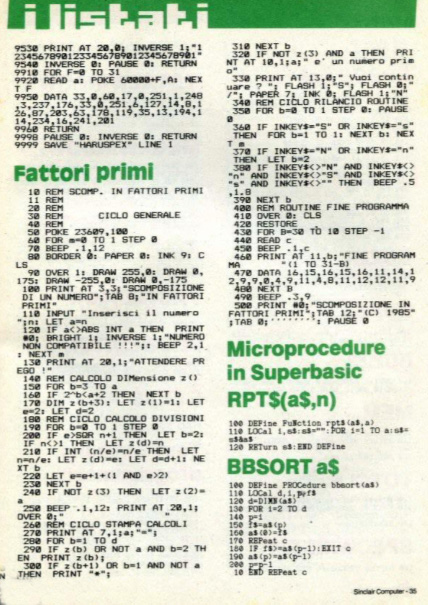 i listati
9530 PRINT AT 20,0; INVERSE 1;"1
2345678901234567890123456789 01"
9540 INVERSE 0: PAUSE 0: RETURN
9910 FOR F=0 TO 31
9920 READ a: POKE 60000+F,A: NEX
T F
9950 DATA 33,0,60,17,0,251,1,248
,3,237,176,33,0,251,6,127,14,8,1
26,87,203,63,178,119,35,13,194,1
14,234,16,241,201
9960 RETURN
9998 PAUSE 0: INVERSE 0: RETURN
9999 SAVE "HARUSPEX" LINE 1
Fattori primi
10 REM SCOMP. IN FATTORI PRIMI
11 REM
20 REM
30 REM CICLO GENERALE
40 REM
50 POKE 23609,100
60 FOR m=0 TO 1 STEP 0
70 BEEP .1,12
80 BORDER 0: PAPER 0: INK 9: C
LS
90 OVER 1: DRAW 255,0: DRAW 0,
175: DRAW -255,0: DRAW 0,-175
100 PRINT AT 3,5;"SCOMPOSIZIONE
DI UN NUMERO";TAB 8;"IN FATTORI
PRIMI"
110 INPUT "Inserisci il numero
";n: LET a=n
120 IF a<>ABS INT a THEN PRINT
#0; BRIGHT 1; INVERSE 1;"NUMERO
NON COMPATIBILE !!!";: BEEP 2,1
: NEXT m
130 PRINT AT 20,1;"ATTENDERE PR
EGO !"
140 REM CALCOLO DIMensione z()
150 FOR b=3 TO a
160 IF 2^b<a+2 THEN NEXT b
170 DIM z(b+3): LET z(1)=1: LET
e=2: LET d=2
180 REM CICLO CALCOLO DIVISIONI
190 FOR b=0 TO 1 STEP 0
200 IF e>SQR n+1 THEN LET b=2:
IF n<>1 THEN LET z(d)=n
210 IF INT (n/e)=n/e THEN LET
n=n/e: LET z(d)=e: LET d=d+1: NE
XT b
220 LET e=e+1+(1 AND e>2)
230 NEXT b
240 IF NOT z(3) THEN LET z(2)=
a
250 BEEP .1,12: PRINT AT 20,1;
OVER 0;"
260 REM CICLO STAMPA CALCOLI
270 PRINT AT 7,1;a;"=";
280 FOR b=1 TO d
290 IF z(b) OR NOT a AND b=2 TH
EN PRINT z(b);
300 IF z(b+1) OR b=1 AND NOT a
THEN PRINT "*";
310 NEXT b
320 IF NOT z(3) AND a THEN PRI
NT AT 10,1;a;" e' un numero prim
o"
330 PRINT AT 13,0;" Vuoi contin
uare ? "; FLASH 1;"S"; FLASH 0;"
/"; PAPER 7; INK 0; FLASH 1;"N"
340 REM CICLO RILANCIO ROUTINE
350 FOR b=0 TO 1 STEP 0: PAUSE
0
360 IF INKEY$="S" OR INKEY$="s"
THEN FOR b=1 TO 1: NEXT b: NEX
T m
370 IF INKEY$="N" OR INKEY$="n"
THEN LET b=2
380 IF INKEY$<>"N" AND INKEY$<>
"n" AND INKEY$<>"S" AND INKEY$<>
"s" AND INKEY$<>"" THEN BEEP .5
,1.8
390 NEXT b
400 REM ROUTINE FINE PROGRAMMA
410 OVER 0: CLS
420 RESTORE
430 FOR B=30 TO 10 STEP -1
440 READ c
450 BEEP .1,c
460 PRINT AT 11,b;"FINE PROGRAM
MA "(1 TO 31-B)
470 DATA 16,15,16,15,16,11,14,1
2,9,9,0,4,9,11,4,8,11,12,12,11,9
480 NEXT B
490 BEEP .3,9
500 PRINT #0;"SCOMPOSIZIONE IN
FATTORI PRIMI";TAB 12;"(C) 1985"
;TAB 0;''''''': PAUSE 0
Microprocedure
in Superbasic
RPT$(a$,n)
100 DEFine FuNction rpt$(a$,a)
110 LOCal i,s$:s$="":FOR i=1 TO a:s$=
s$&a$
120 RETurn s$:END DEFine
BBSORT a$
100 DEFine PROCedure bbsort(a$)
110 LOCal d,i,p,f$
120 d=DIMN(a$)
130 FOR i=2 TO d
140 p=i
150 f$=a$(p)
160 a$(0)=f$
170 REPeat c
180 IF f$>=a$(p-1):EXIT c
190 a$(p)=a$(p-1)
200 p=p-1
10 END REPeat c
Sinclair Computer - 35